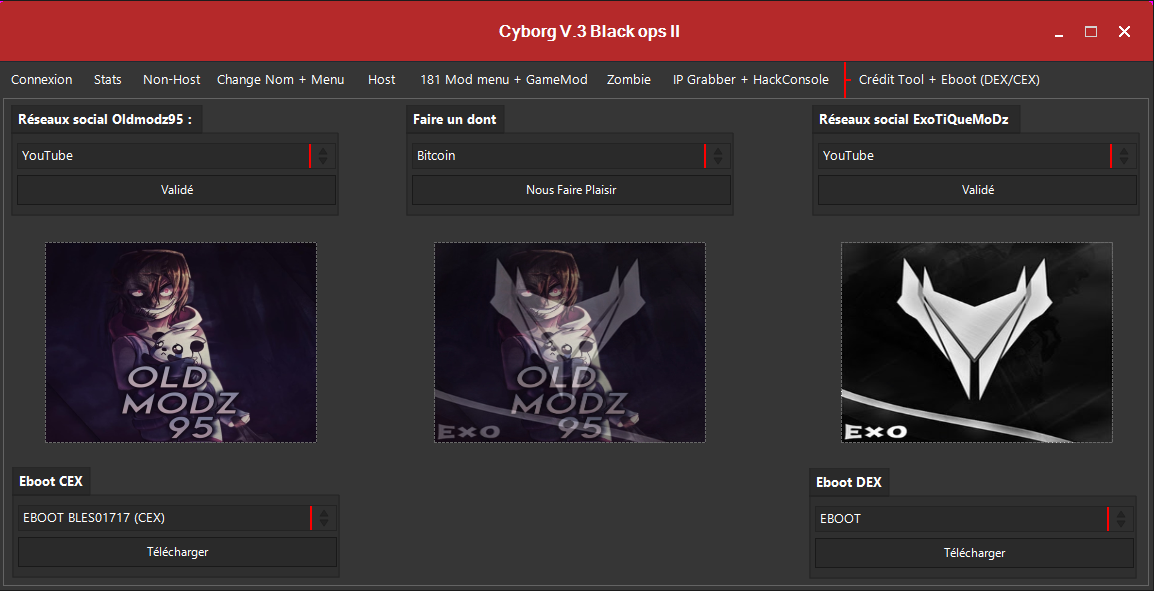 Cyborg V.3 Black ops II
Connexion Stats Non-Host Change Nom + Menu Host 181 Mod menu + GameMod Zombie IP Grabber + HackConsole Crédit Tool + Eboot (DEX/CEX)
Réseaux social Oldmodz95 :
YouTube
Validé
Faire un dont
Bitcoin
Nous Faire Plaisir
Réseaux social ExoTiQueMoDz
YouTube
Validé
OLD
MODZ
95
OLD
MODZ
95
EXO
EXO
Eboot CEX
EBOOT BLES01717 (CEX)
Télécharger
Eboot DEX
EBOOT
Télécharger